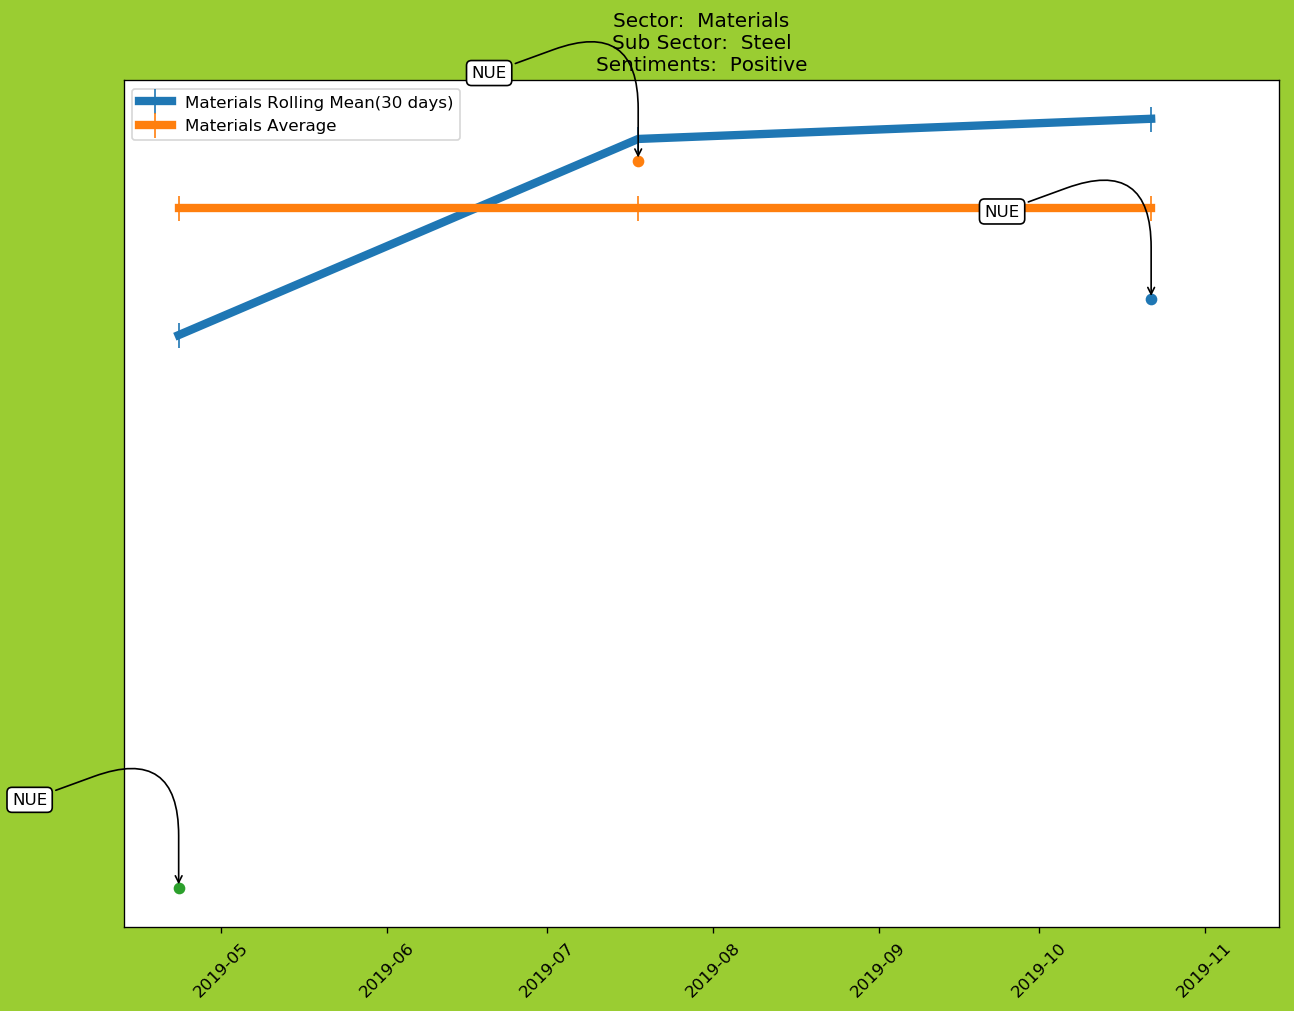 Sector:  Materials
Sub Sector:  Steel
Sentiments:  Positive
NUE
Materials Rolling Mean(30 days)
Materials Average
NUE
NUE
2019-05
2019-06
2019-07
2019-08
2019-09
2019-10
2019-11